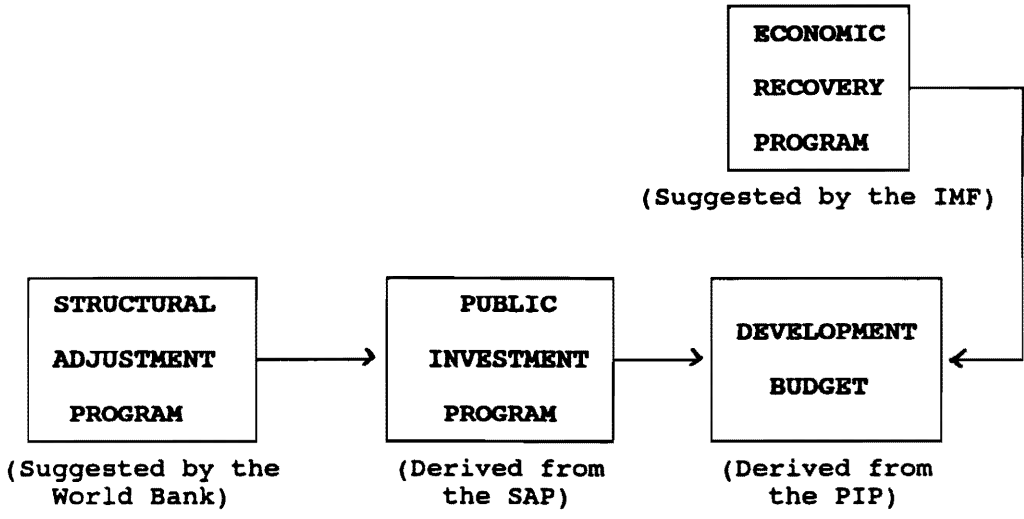 ECONOMIC
RECOVERY
PROGRAM
(Suggested by the IMF)
STRUCTURAL
ADJUSTMENT
PROGRAM
(Suggested by the
World Bank)
PUBLIC
INVESTMENT
PROGRAM
(Derived from
the SAP)
DEVELOPMENT
BUDGET
(Derived from
the PIP)